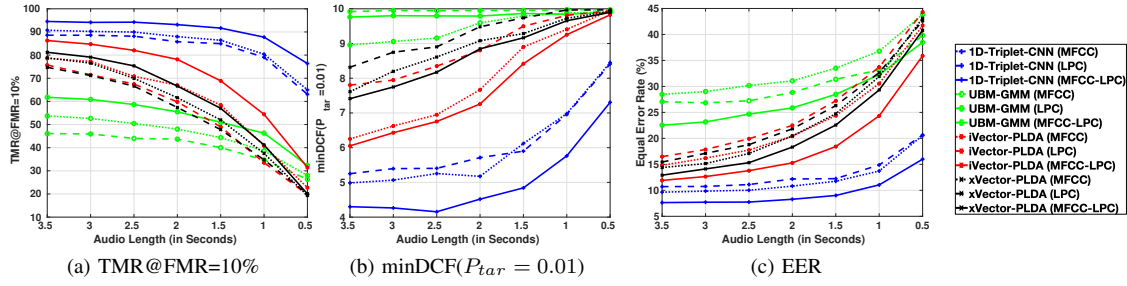 TMR@FMR=10%
100
90
80
70
60
50
40
30
20
10
3.5 3 2.5 2 1.5 1 0.5
Audio Length (in Seconds)
(a) TMR@FMR=10%
minDCF(P tar =0.01)
10
9
8
7
6
5
4
3.5 3 2.5 2 1.5 1 0.5
Audio Length (in Seconds)
(b) minDCF(P_tar = 0.01)
Equal Error Rate (%)
45
40
35
30
25
20
15
10
5
3.5 3 2.5 2 1.5 1 0.5
Audio Length (in Seconds)
(c) EER
1D-Triplet-CNN (MFCC)
1D-Triplet-CNN (LPC)
1D-Triplet-CNN (MFCC-LPC)
UBM-GMM (MFCC)
UBM-GMM (LPC)
UBM-GMM (MFCC-LPC)
iVector-PLDA (MFCC)
iVector-PLDA (LPC)
iVector-PLDA (MFCC-LPC)
xVector-PLDA (MFCC)
xVector-PLDA (LPC)
xVector-PLDA (MFCC-LPC)